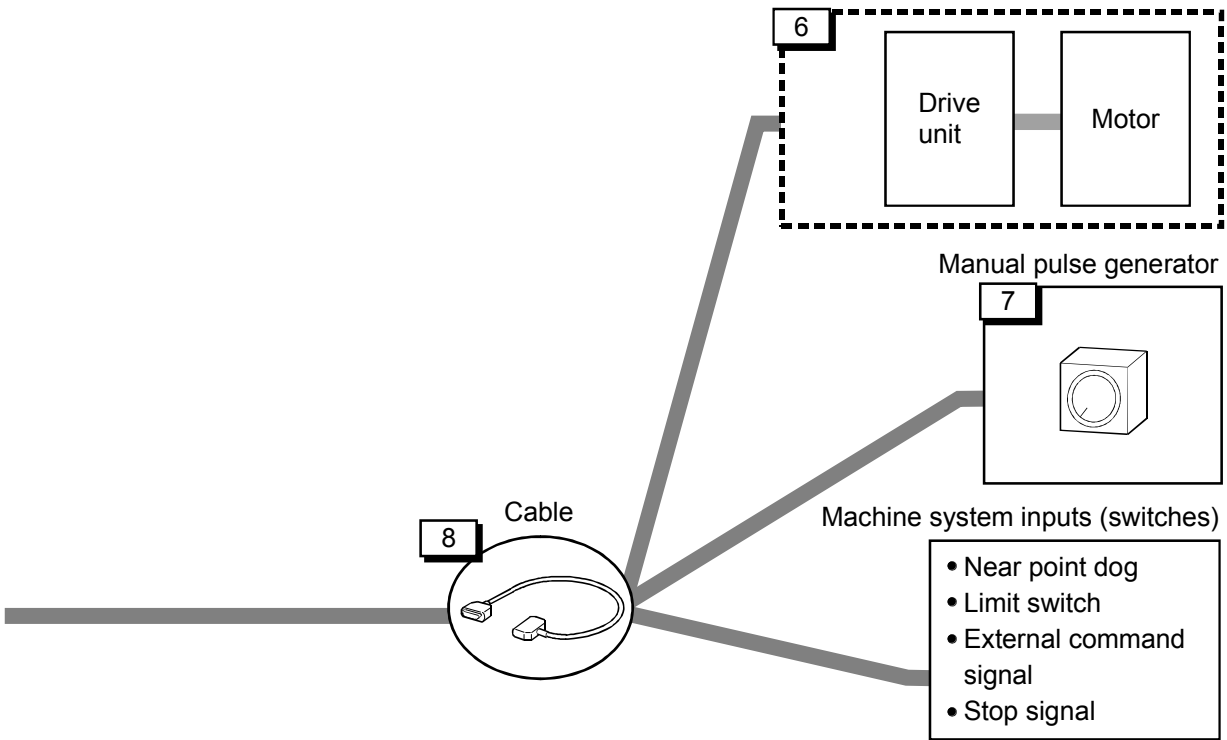 6
Drive
unit
Motor
Manual pulse generator
7
Cable
8
Machine system inputs (switches)
• Near point dog
• Limit switch
• External command
signal
• Stop signal